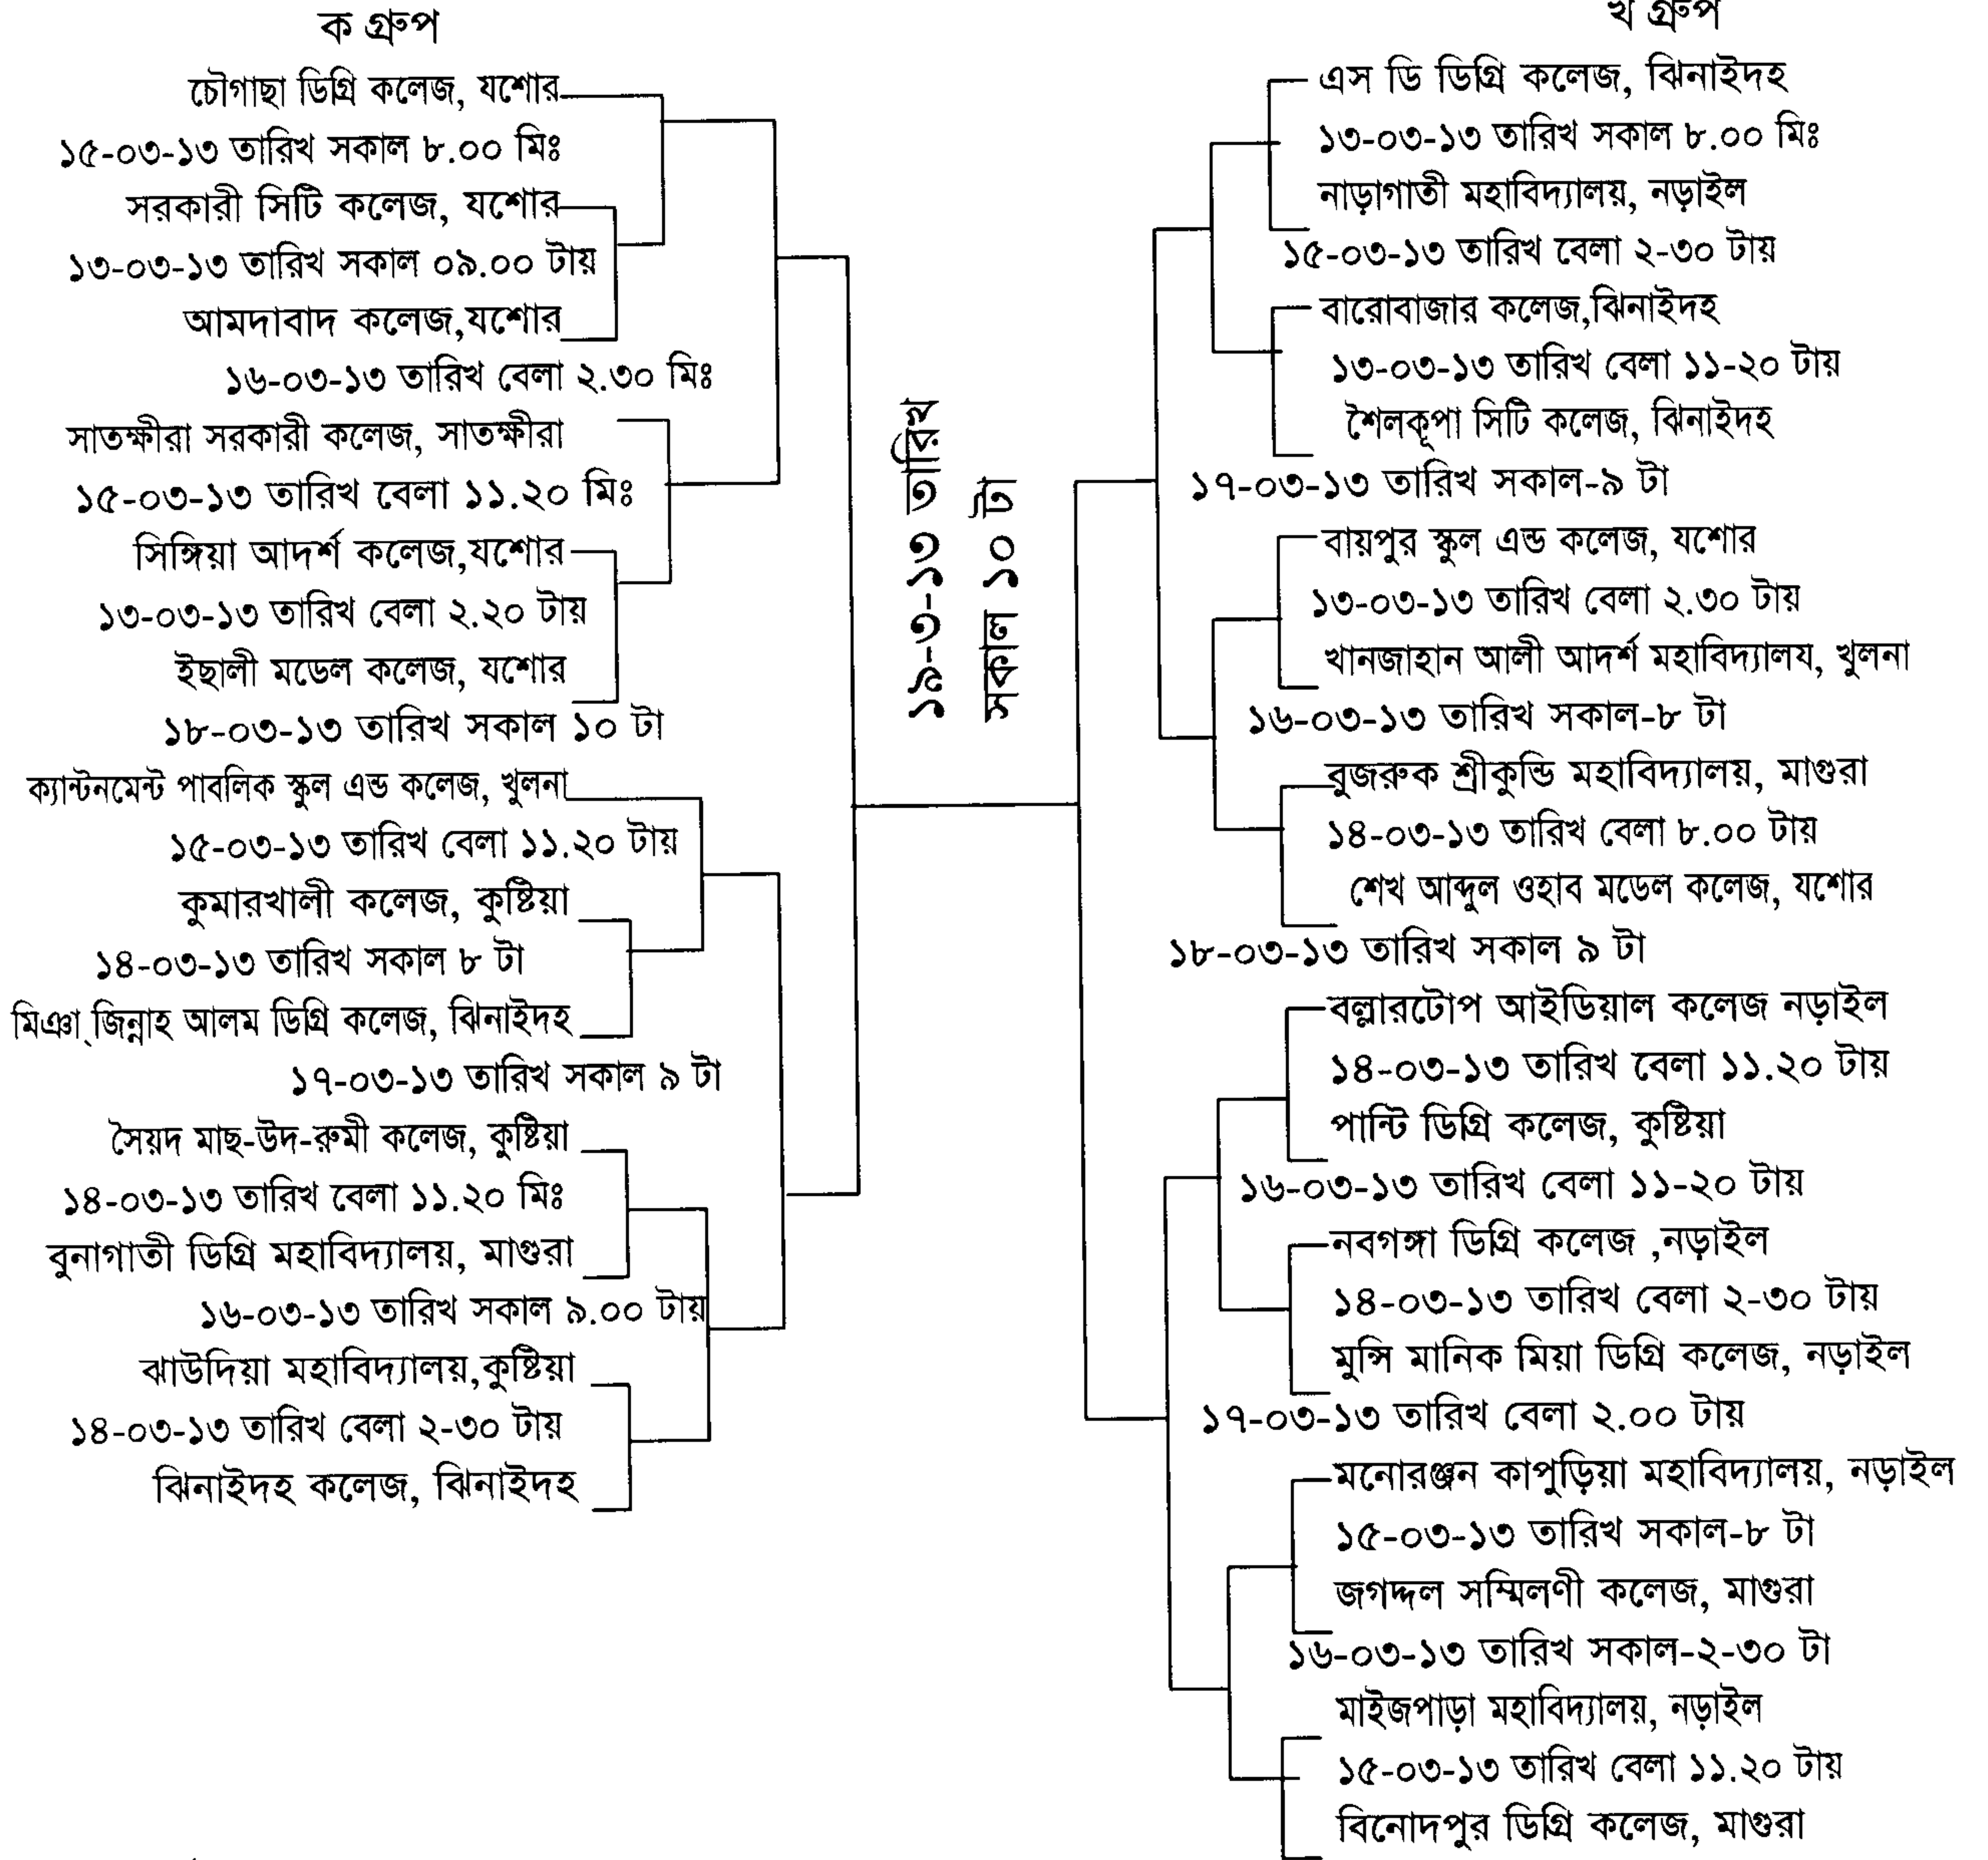 ক গ্রুপ
চৌগাছা ডিগ্রি কলেজ, যশোর
১৫-০৩-১৩ তারিখ সকাল ৮.০০ মিঃ
সরকারী সিটি কলেজ, যশোর
১৩-০৩-১৩ তারিখ সকাল ০৯.০০ টায়
আমদাবাদ কলেজ,যশোর
১৬-০৩-১৩ তারিখ বেলা ২.৩০ মিঃ
সাতক্ষীরা সরকারী কলেজ, সাতক্ষীরা
১৫-০৩-১৩ তারিখ বেলা ১১.২০ মিঃ
সিঙ্গিয়া আদর্শ কলেজ,যশোর
১৩-০৩-১৩ তারিখ বেলা ২.২০ টায়
ইছালী মডেল কলেজ, যশোর
১৮-০৩-১৩ তারিখ সকাল ১০ টা
ক্যান্টনমেন্ট পাবলিক স্কুল এন্ড কলেজ, খুলনা
১৫-০৩-১৩ তারিখ বেলা ১১.২০ টায়
কুমারখালী কলেজ, কুষ্টিয়া
১৪-০৩-১৩ তারিখ সকাল ৮ টা
মিঞা জিন্নাহ আলম ডিগ্রি কলেজ, ঝিনাইদহ
১৭-০৩-১৩ তারিখ সকাল ৯ টা
সৈয়দ মাছ-উদ-রুমী কলেজ, কুষ্টিয়া
১৪-০৩-১৩ তারিখ বেলা ১১.২০ মিঃ
বুনাগাতী ডিগ্রি মহাবিদ্যালয়, মাগুরা
১৬-০৩-১৩ তারিখ সকাল ৯.০০ টায়
ঝাউদিয়া মহাবিদ্যালয়,কুষ্টিয়া
১৪-০৩-১৩ তারিখ বেলা ২-৩০ টায়
ঝিনাইদহ কলেজ, ঝিনাইদহ
১৯-৩-১৩ তারিখ
সকাল ১০ টা
খ গ্রুপ
এস ডি ডিগ্রি কলেজ, ঝিনাইদহ
১৩-০৩-১৩ তারিখ সকাল ৮.০০ মিঃ
নাড়াগাতী মহাবিদ্যালয়, নড়াইল
১৫-০৩-১৩ তারিখ বেলা ২-৩০ টায়
বারোবাজার কলেজ,ঝিনাইদহ
১৩-০৩-১৩ তারিখ বেলা ১১-২০ টায়
শৈলকূপা সিটি কলেজ, ঝিনাইদহ
১৭-০৩-১৩ তারিখ সকাল-৯ টা
বায়পুর স্কুল এন্ড কলেজ, যশোর
১৩-০৩-১৩ তারিখ বেলা ২.৩০ টায়
খানজাহান আলী আদর্শ মহাবিদ্যালয, খুলনা
১৬-০৩-১৩ তারিখ সকাল-৮ টা
বুজরুক শ্রীকুন্ডি মহাবিদ্যালয়, মাগুরা
১৪-০৩-১৩ তারিখ বেলা ৮.০০ টায়
শেখ আব্দুল ওহাব মডেল কলেজ, যশোর
১৮-০৩-১৩ তারিখ সকাল ৯ টা
বল্লারটোপ আইডিয়াল কলেজ নড়াইল
১৪-০৩-১৩ তারিখ বেলা ১১.২০ টায়
পান্টি ডিগ্রি কলেজ, কুষ্টিয়া
১৬-০৩-১৩ তারিখ বেলা ১১-২০ টায়
নবগঙ্গা ডিগ্রি কলেজ ,নড়াইল
১৪-০৩-১৩ তারিখ বেলা ২-৩০ টায়
মুন্সি মানিক মিয়া ডিগ্রি কলেজ, নড়াইল
১৭-০৩-১৩ তারিখ বেলা ২.০০ টায়
মনোরঞ্জন কাপুড়িয়া মহাবিদ্যালয়, নড়াইল
১৫-০৩-১৩ তারিখ সকাল-৮ টা
জগদ্দল সম্মিলণী কলেজ, মাগুরা
১৬-০৩-১৩ তারিখ সকাল-২-৩০ টা
মাইজপাড়া মহাবিদ্যালয়, নড়াইল
১৫-০৩-১৩ তারিখ বেলা ১১.২০ টায়
বিনোদপুর ডিগ্রি কলেজ, মাগুরা